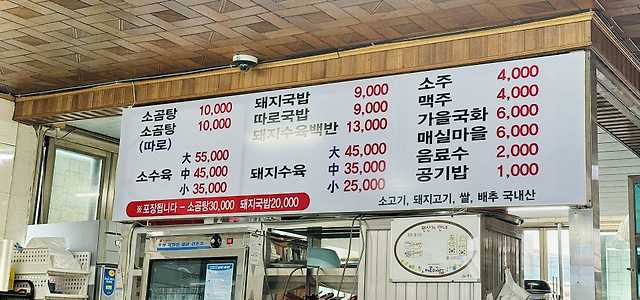 소곰탕 10,000
소곰탕 10,000
(따로)
소수육 大 55,000
中 45,000
小 35,000
※포장됩니다 - 소곰탕30,000 돼지국밥20,000
돼지국밥 9,000
따로국밥 9,000
돼지수육백반 13,000
돼지수육 大 45,000
中 35,000
小 25,000
소주 4,000
맥주 4,000
가을국화 6,000
매실마을 6,000
음료수 2,000
공기밥 1,000
소고기, 돼지고기, 쌀, 배추 국내산